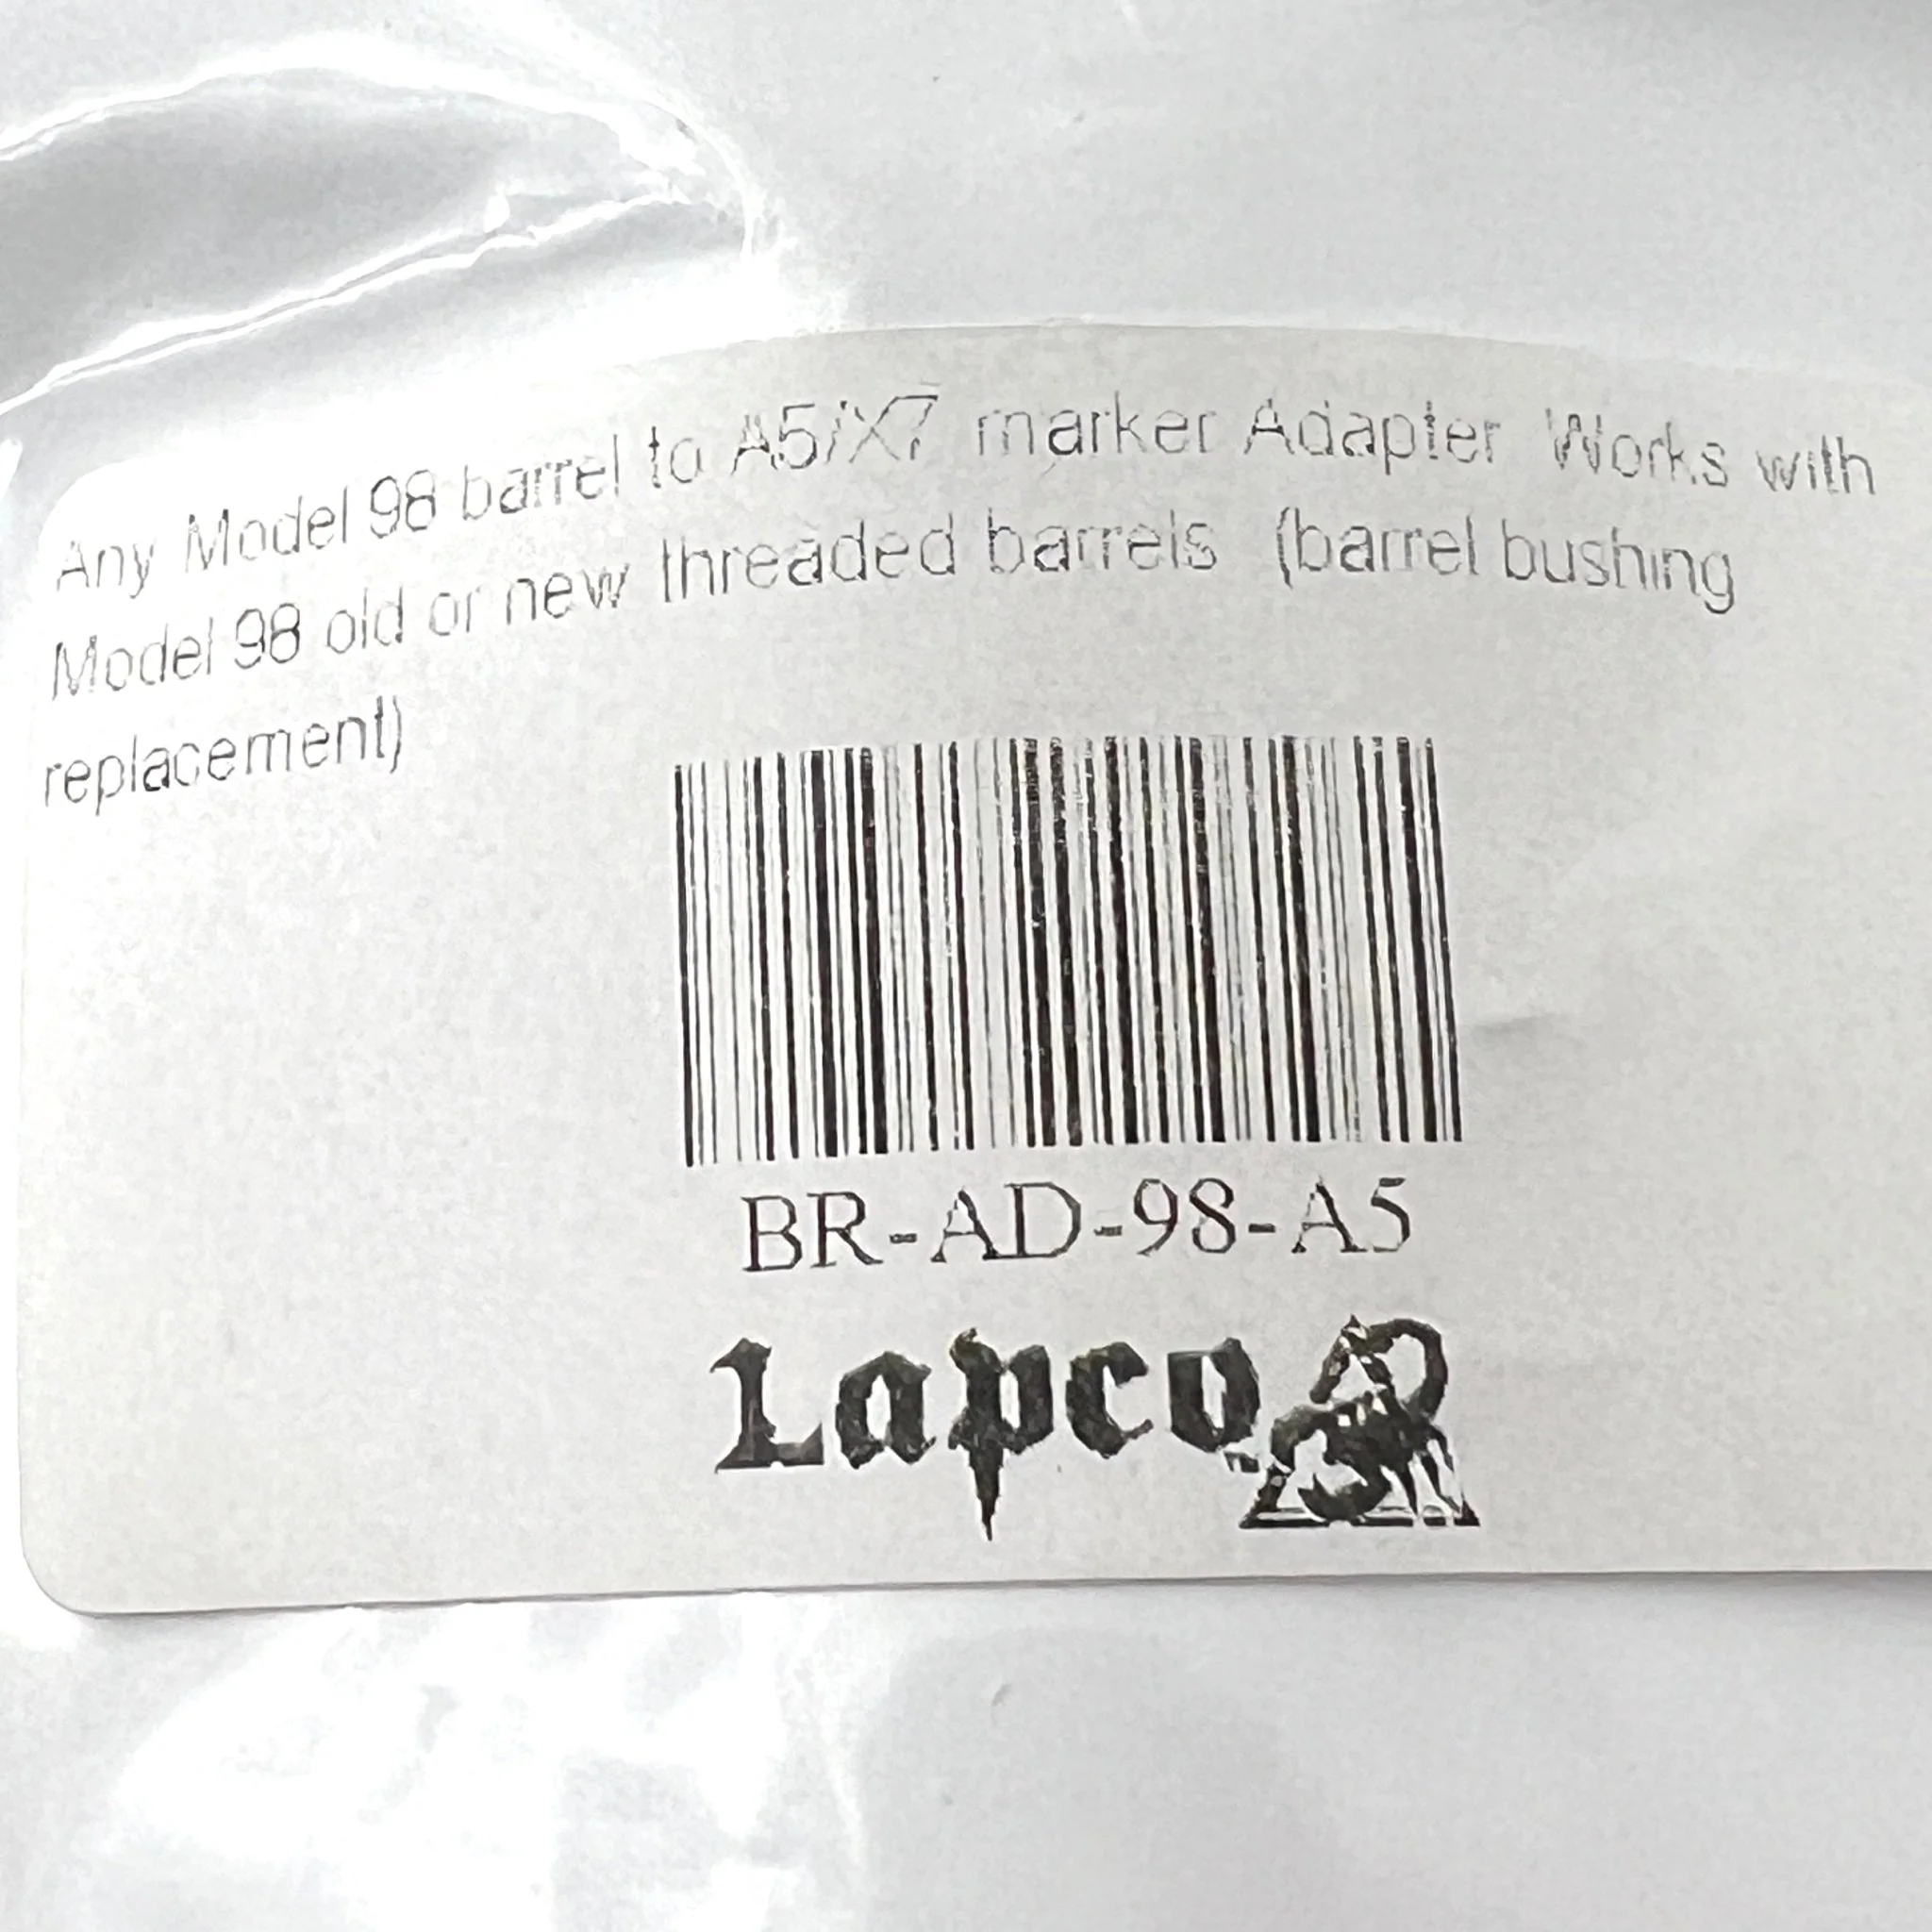 Any Model 98 barrel to A5/X7 marker Adapter Works with
Model 98 old or new threaded barrels (barrel bushing
replacement)
BR-AD-98-A5
Lapco